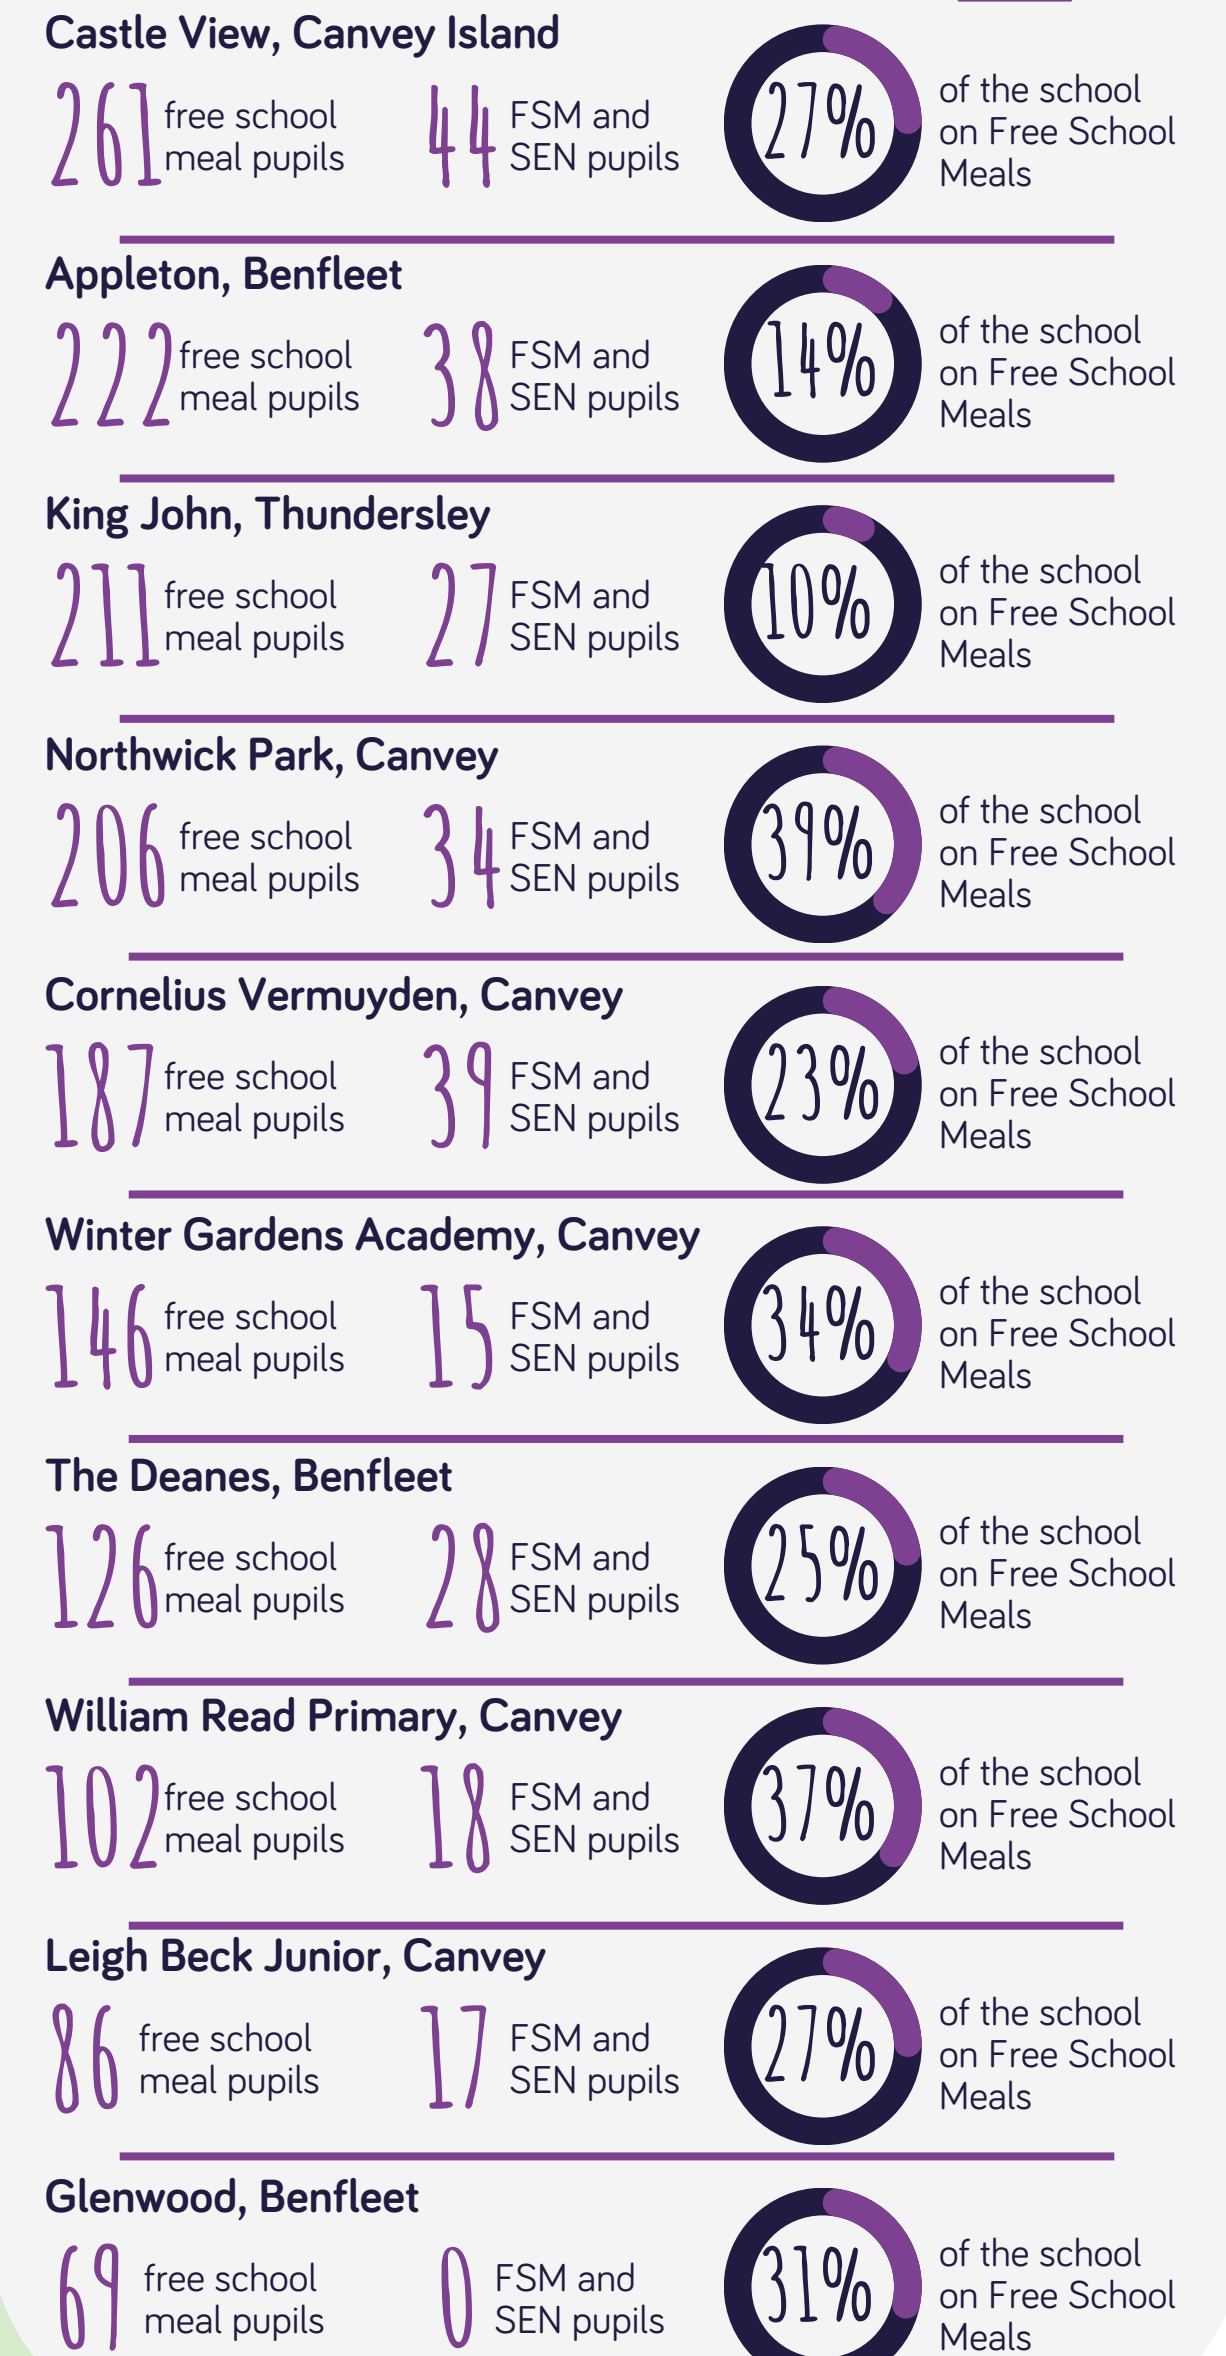 Castle View, Canvey Island
261 free school meal pupils
44 FSM and SEN pupils
27%
of the school
on Free School
Meals
Appleton, Benfleet
222 free school meal pupils
38 FSM and SEN pupils
14%
of the school
on Free School
Meals
King John, Thundersley
211 free school meal pupils
27 FSM and SEN pupils
10%
of the school
on Free School
Meals
Northwick Park, Canvey
206 free school meal pupils
34 FSM and SEN pupils
39%
of the school
on Free School
Meals
Cornelius Vermuyden, Canvey
187 free school meal pupils
39 FSM and SEN pupils
23%
of the school
on Free School
Meals
Winter Gardens Academy, Canvey
146 free school meal pupils
15 FSM and SEN pupils
34%
of the school
on Free School
Meals
The Deanes, Benfleet
126 free school meal pupils
28 FSM and SEN pupils
25%
of the school
on Free School
Meals
William Read Primary, Canvey
102 free school meal pupils
18 FSM and SEN pupils
37%
of the school
on Free School
Meals
Leigh Beck Junior, Canvey
86 free school meal pupils
17 FSM and SEN pupils
27%
of the school
on Free School
Meals
Glenwood, Benfleet
69 free school meal pupils
0 FSM and SEN pupils
31%
of the school
on Free School
Meals